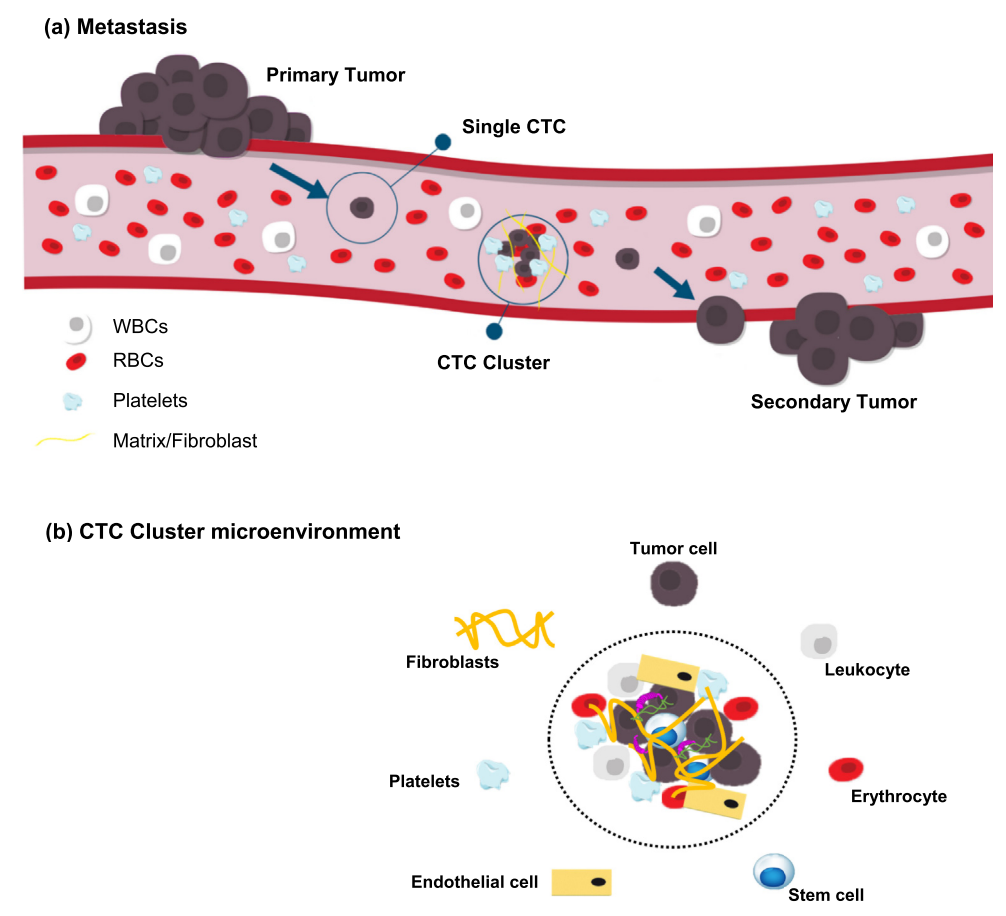 (a) Metastasis
Primary Tumor
Single CTC
WBCs
RBCs
CTC Cluster
Platelets
Secondary Tumor
Matrix/Fibroblast
(b) CTC Cluster microenvironment
Tumor cell
Fibroblasts
Leukocyte
Platelets
Erythrocyte
Endothelial cell
Stem cell